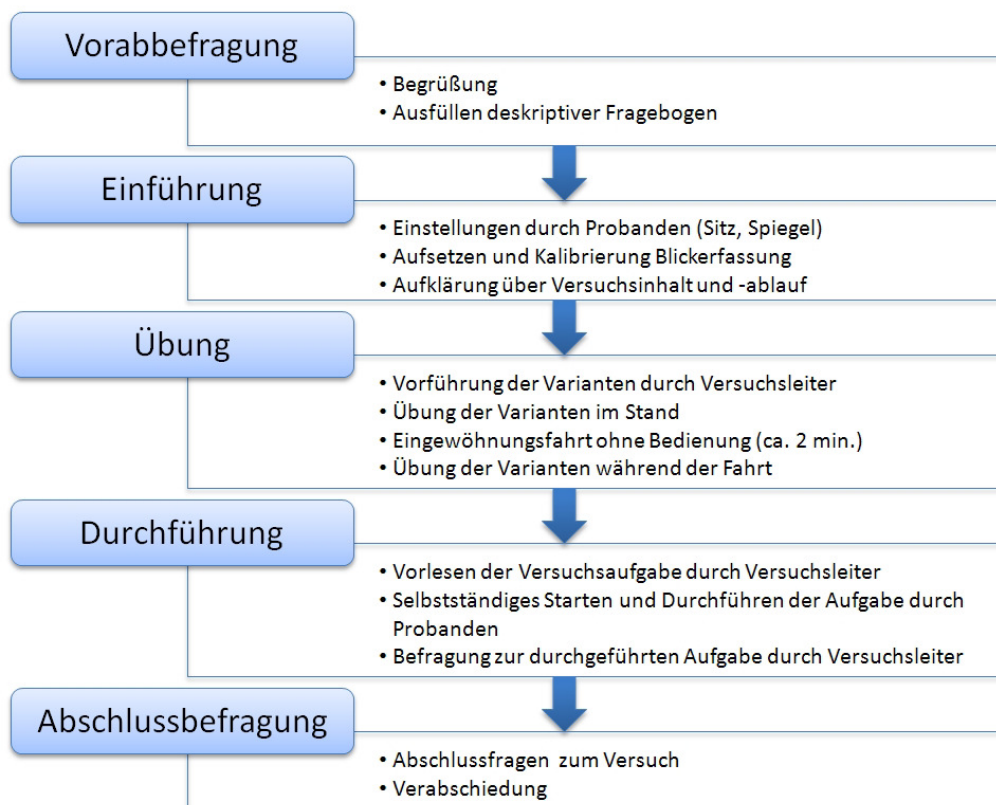 Vorabbefragung
• Begrüßung
• Ausfüllen deskriptiver Fragebogen
Einführung
• Einstellungen durch Probanden (Sitz, Spiegel)
• Aufsetzen und Kalibrierung Blickerfassung
• Aufklärung über Versuchsinhalt und -ablauf
Übung
• Vorführung der Varianten durch Versuchsleiter
• Übung der Varianten im Stand
• Eingewöhnungsfahrt ohne Bedienung (ca. 2 min.)
• Übung der Varianten während der Fahrt
Durchführung
• Vorlesen der Versuchsaufgabe durch Versuchsleiter
• Selbstständiges Starten und Durchführen der Aufgabe durch
Probanden
• Befragung zur durchgeführten Aufgabe durch Versuchsleiter
Abschlussbefragung
• Abschlussfragen zum Versuch
• Verabschiedung